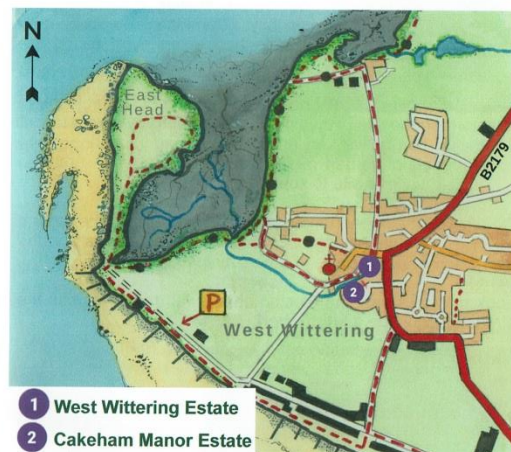 N
East
Head
B2179
1
2
P
West Wittering
1 West Wittering Estate
2 Cakeham Manor Estate